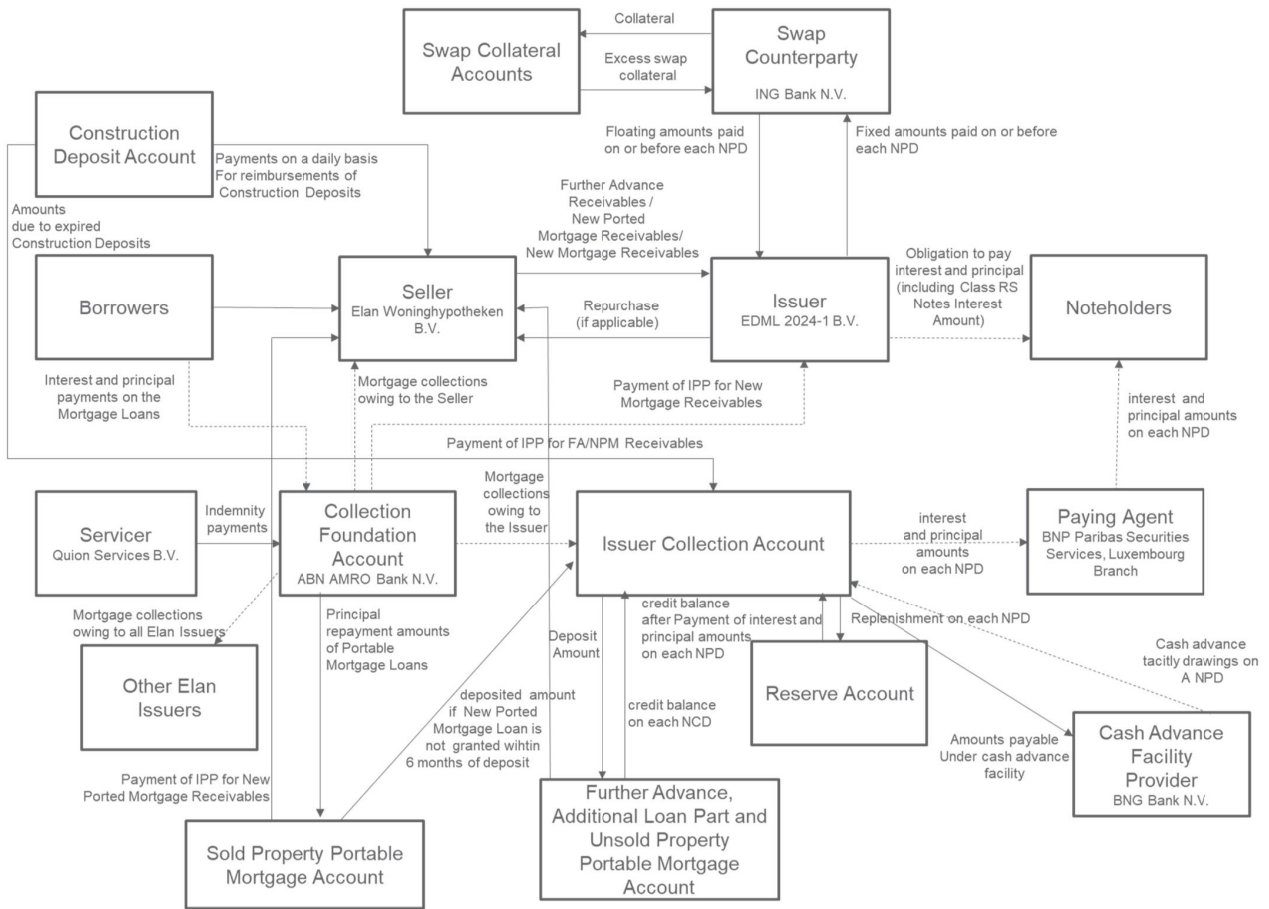 Collateral
Swap Collateral
Accounts
Excess swap
collateral
Swap
Counterparty
ING Bank N.V.
Construction
Deposit Account
Payments on a daily basis
For reimbursements of
Construction Deposits
Floating amounts paid
on or before each NPD
Fixed amounts paid on or before
each NPD
Amounts
due to expired
Construction Deposits
Further Advance
Receivables /
New Ported
Mortgage Receivables/
New Mortgage Receivables
Borrowers
Seller
Elan Woninghypotheken
B.V.
Repurchase
(if applicable)
Issuer
EDML 2024-1 B.V.
Obligation to pay
interest and principal
(including Class RS
Notes Interest
Amount)
Noteholders
Interest and principal
payments on the
Mortgage Loans
Mortgage collections
owing to the Seller
Payment of IPP for New
Mortgage Receivables
interest and
principal amounts
on each NPD
Payment of IPP for FA/NPM Receivables
Servicer
Quion Services B.V.
Indemnity
payments
Collection
Foundation
Account
ABN AMRO Bank N.V.
Mortgage
collections
owing to
the Issuer
Issuer Collection Account
interest
and principal
amounts
on each NPD
Paying Agent
BNP Paribas Securities
Services, Luxembourg
Branch
Mortgage collections
owing to all Elan Issuers
Principal
repayment amounts
of Portable
Mortgage Loans
Deposit
Amount
credit balance
after Payment of interest and
principal amounts
on each NPD
Replenishment on each NPD
Cash advance
tacitly drawings on
A NPD
Other Elan
Issuers
deposited amount
if New Ported
Mortgage Loan is
not granted wihtin
6 months of deposit
credit balance
on each NCD
Reserve Account
Amounts payable
Under cash advance
facility
Cash Advance
Facility
Provider
BNG Bank N.V.
Payment of IPP for New
Ported Mortgage Receivables
Sold Property Portable
Mortgage Account
Further Advance,
Additional Loan Part and
Unsold Property
Portable Mortgage
Account